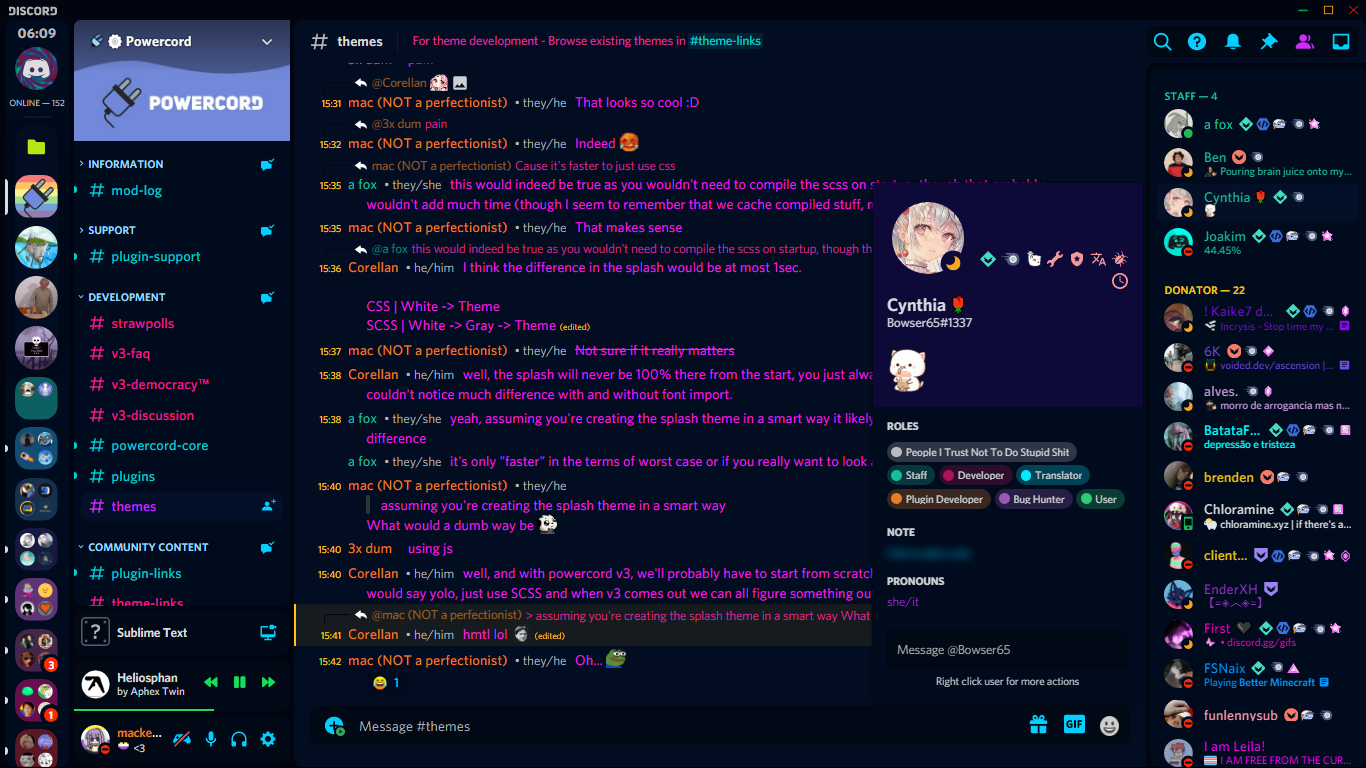 DISCORD
06:09
ONLINE — 152
Powercord
POWERCORD
INFORMATION
# mod-log
SUPPORT
# plugin-support
DEVELOPMENT
# strawpolls
# v3-faq
# v3-democracy™
# v3-discussion
# powercord-core
# plugins
# themes
COMMUNITY CONTENT
# plugin-links
# theme-links
? Sublime Text
Heliosphan
by Aphex Twin
macke...
<3
3
1
# themes
For theme development - Browse existing themes in #theme-links
@Corellan
15:31 mac (NOT a perfectionist) • they/he That looks so cool :D
@3x dum pain
15:32 mac (NOT a perfectionist) • they/he Indeed
mac (NOT a perfectionist) Cause it's faster to just use css
15:35 a fox • they/she this would indeed be true as you wouldn't need to compile the scss on startup, though that probably
wouldn't add much time (though I seem to remember that we cache compiled stuff,
15:35 mac (NOT a perfectionist) • they/he That makes sense
@a fox this would indeed be true as you wouldn't need to compile the scss on startup, though th
15:36 Corellan • he/him I think the difference in the splash would be at most 1sec.
CSS | White -> Theme
SCSS | White -> Gray -> Theme (edited)
15:37 mac (NOT a perfectionist) • they/he Not sure if it really matters
15:38 Corellan • he/him well, the splash will never be 100% there from the start, you just alwa
couldn't notice much difference with and without font import.
15:38 a fox • they/she yeah, assuming you're creating the splash theme in a smart way it likely
difference
a fox • they/she it's only "faster" in the terms of worst case or if you really want to look a
15:40 mac (NOT a perfectionist) • they/he
assuming you're creating the splash theme in a smart way
What would a dumb way be
15:40 3x dum using js
15:40 Corellan • he/him well, and with powercord v3, we'll probably have to start from scratch
would say yolo, just use SCSS and when v3 comes out we can all figure something ou
@mac (NOT a perfectionist) > assuming you're creating the splash theme in a smart way What
15:41 Corellan • he/him hmtl lol (edited)
15:42 mac (NOT a perfectionist) • they/he Oh...
1
Message #themes
GIF
Cynthia
Bowser65#1337
ROLES
People I Trust Not To Do Stupid Shit
Staff Developer Translator
Plugin Developer Bug Hunter User
NOTE
PRONOUNS
she/it
Message @Bowser65
Right click user for more actions
STAFF — 4
a fox
Ben
Pouring brain juice onto my...
Cynthia
Joakim
44.45%
DONATOR — 22
! Kaike7 d...
Incrysis - Stop time my ...
6K
voided.dev/ascension |...
alves.
morro de arrogancia mas n...
BatataF...
depressão e tristeza
brenden
Chloramine
chloramine.xyz | if there's a...
client...
EnderXH
First
• discord.gg/gifs
FSNaix
Playing Better Minecraft
funlennysub
I am Leila!
I AM FREE FROM THE CUR...